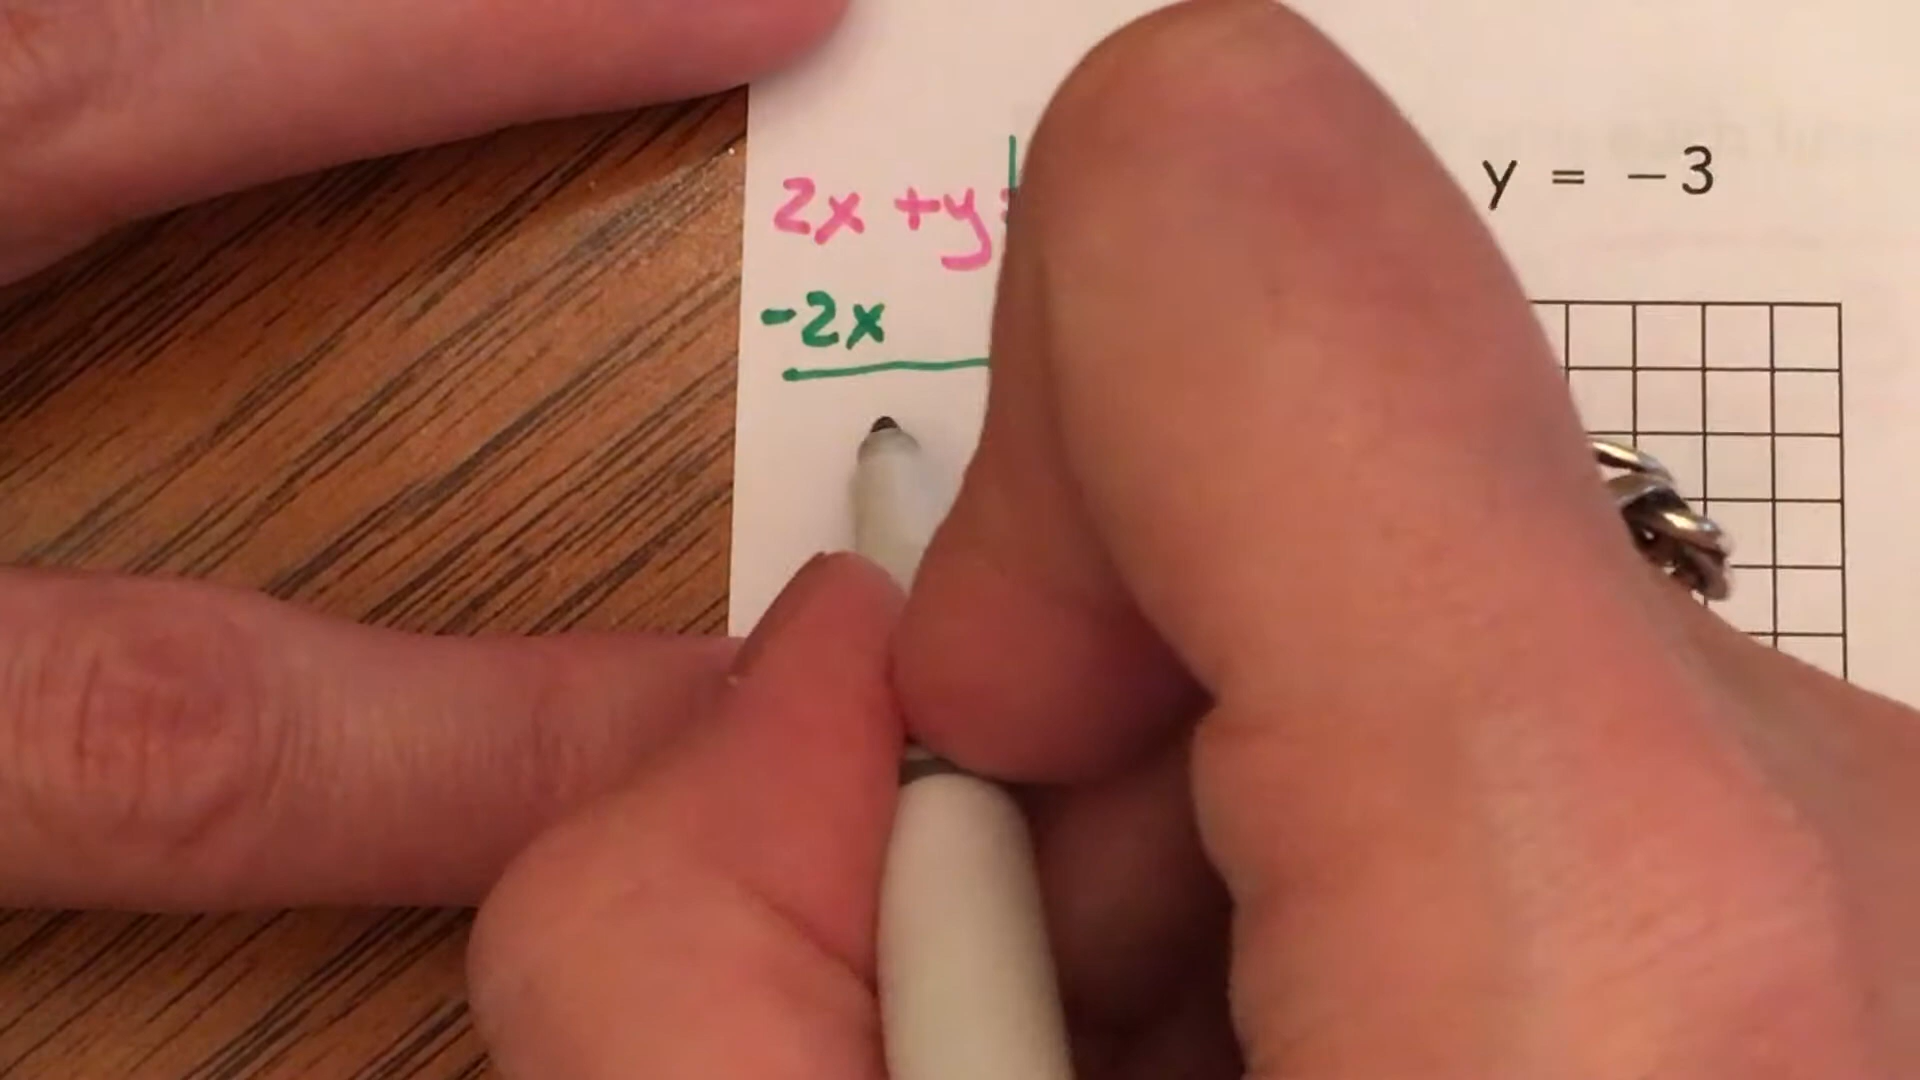 2x +y =
y = −3
-2x